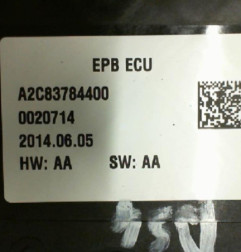 EPB ECU
A2C83784400
0020714
2014.06.05
HW: AA SW: AA